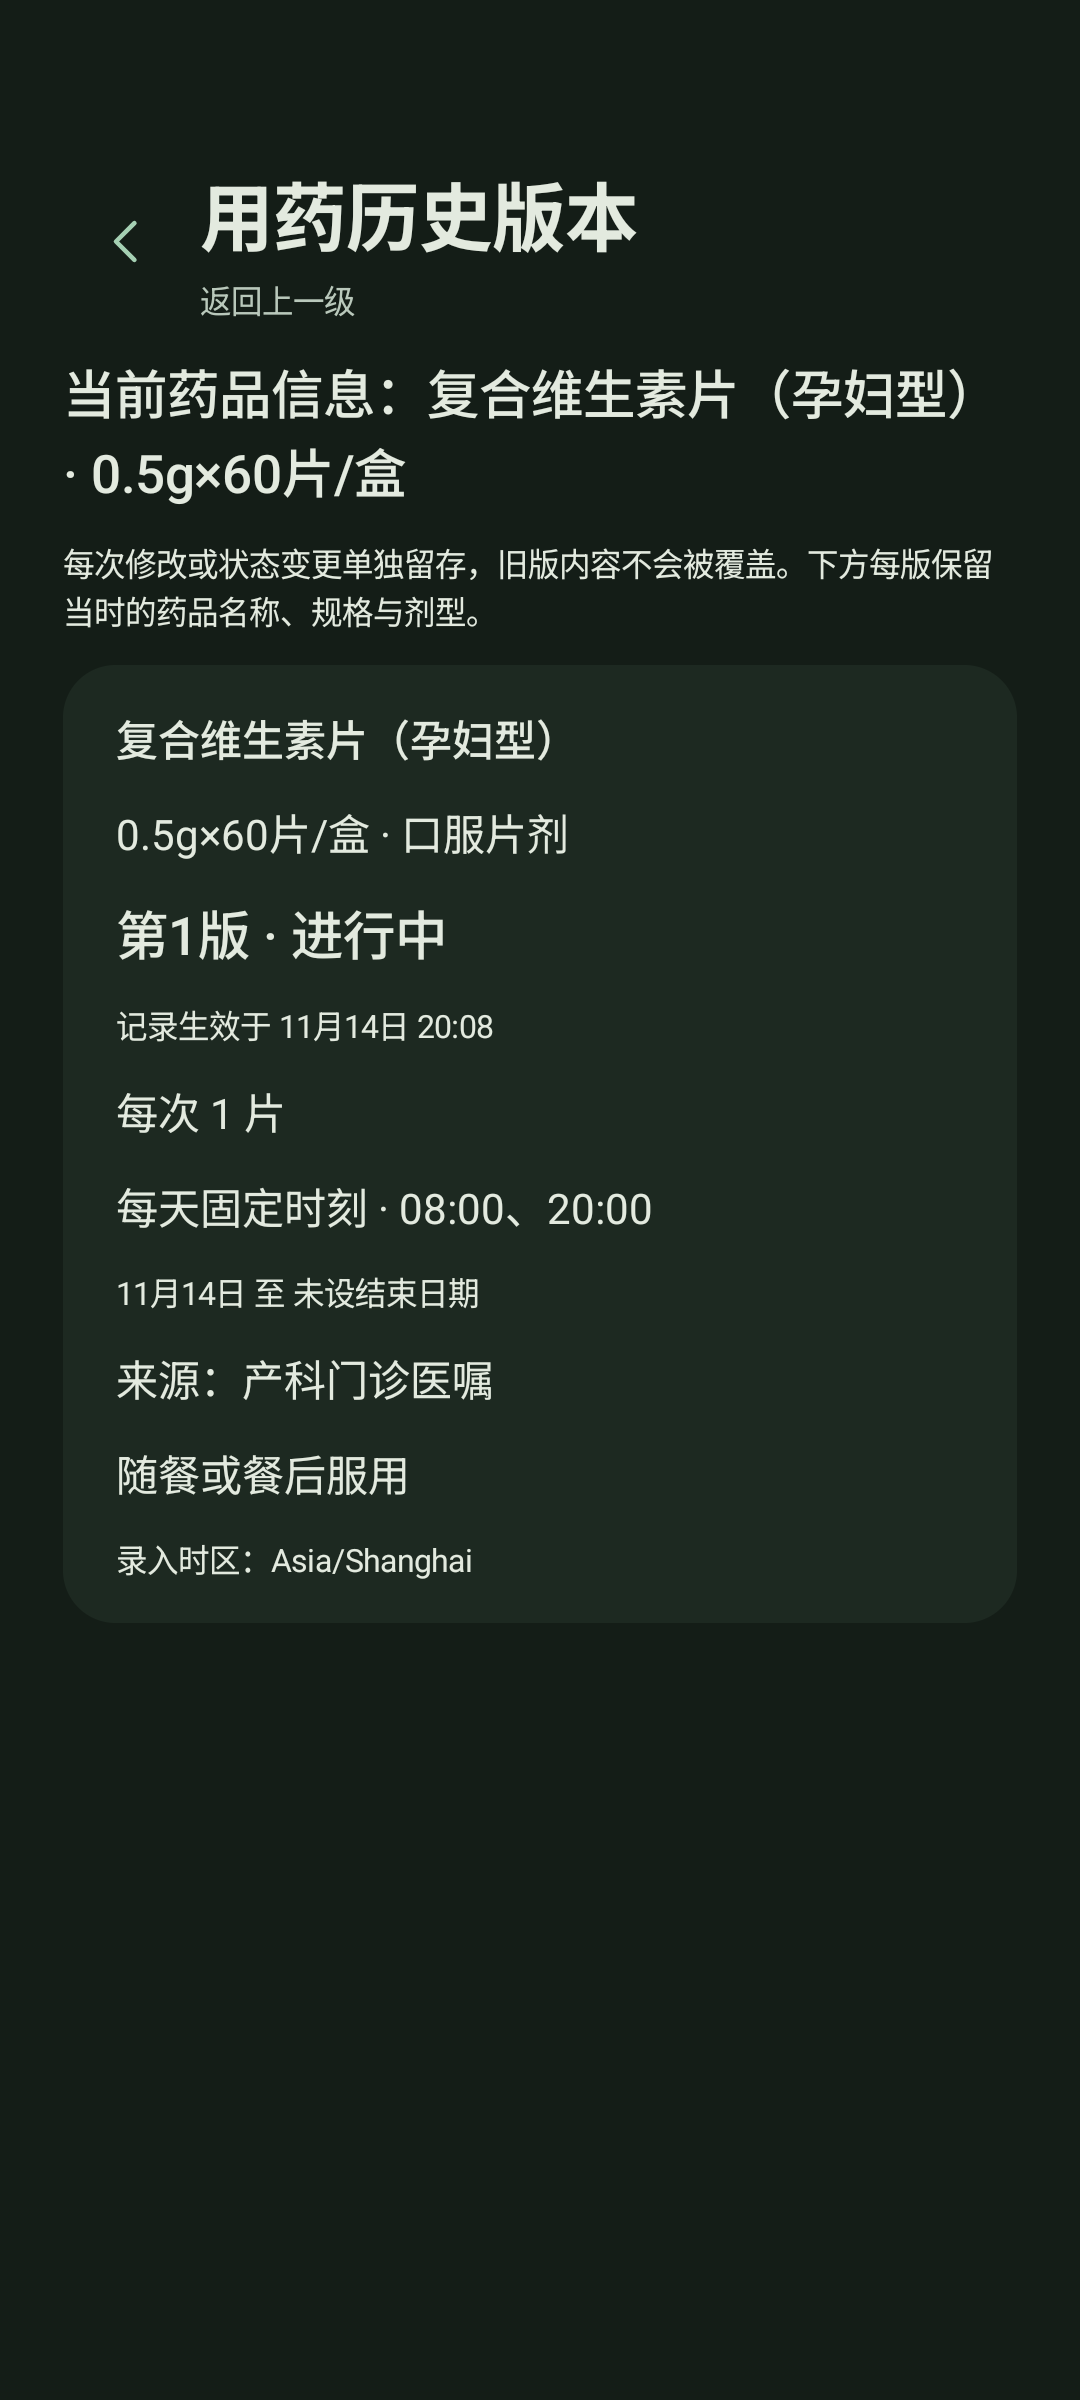 用药历史版本
返回上一级
当前药品信息：复合维生素片（孕妇型）
· 0.5g×60片/盒
每次修改或状态变更单独留存，旧版内容不会被覆盖。下方每版保留
当时的药品名称、规格与剂型。
复合维生素片（孕妇型）
0.5g×60片/盒 · 口服片剂
第1版 · 进行中
记录生效于 11月14日 20:08
每次 1 片
每天固定时刻 · 08:00、20:00
11月14日 至 未设结束日期
来源：产科门诊医嘱
随餐或餐后服用
录入时区：Asia/Shanghai